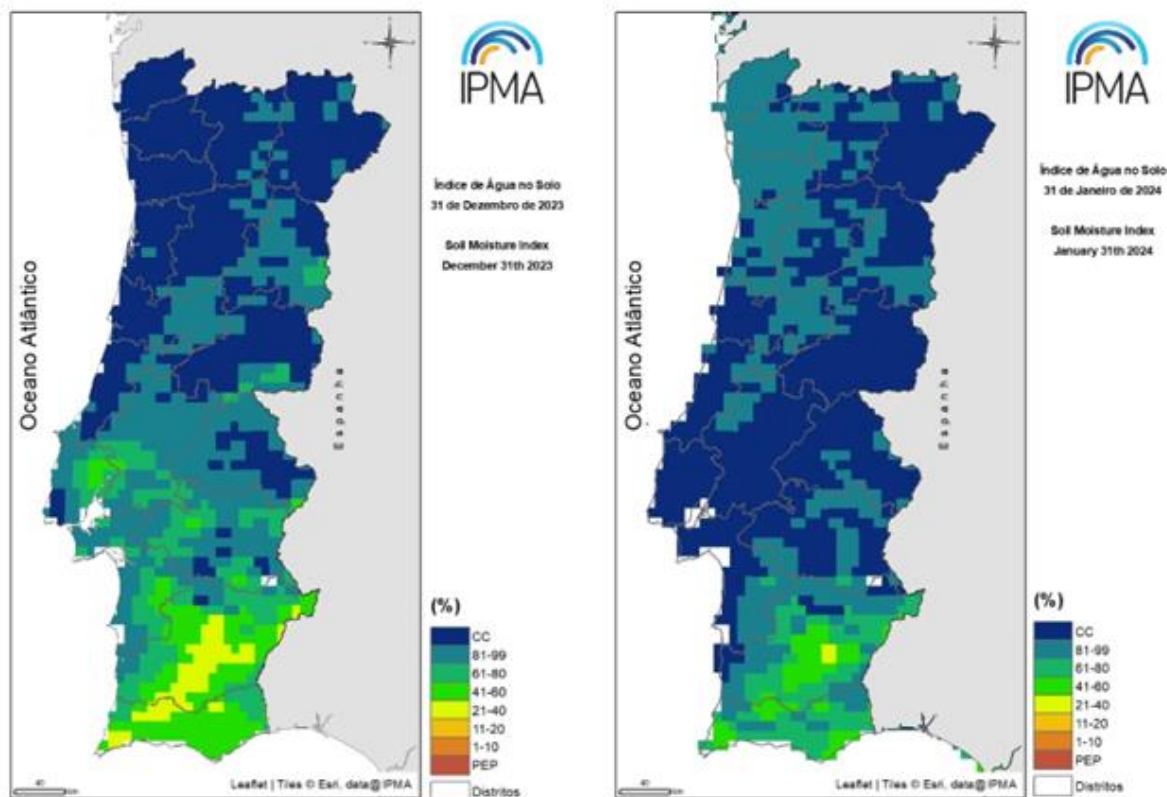 IPMA
Índice de Água no Solo
31 de Dezembro de 2023
Soil Moisture Index
December 31th 2023
Oceano Atlântico
Espanha
(%)
CC
81-99
61-80
41-60
21-40
11-20
1-10
PEP
Distritos
Leaflet | Tiles © Esri, data@IPMA
IPMA
Índice de Água no Solo
31 de Janeiro de 2024
Soil Moisture Index
January 31th 2024
Oceano Atlântico
Espanha
(%)
CC
81-99
61-80
41-60
21-40
11-20
1-10
PEP
Distritos
Leaflet | Tiles © Esri, data@IPMA